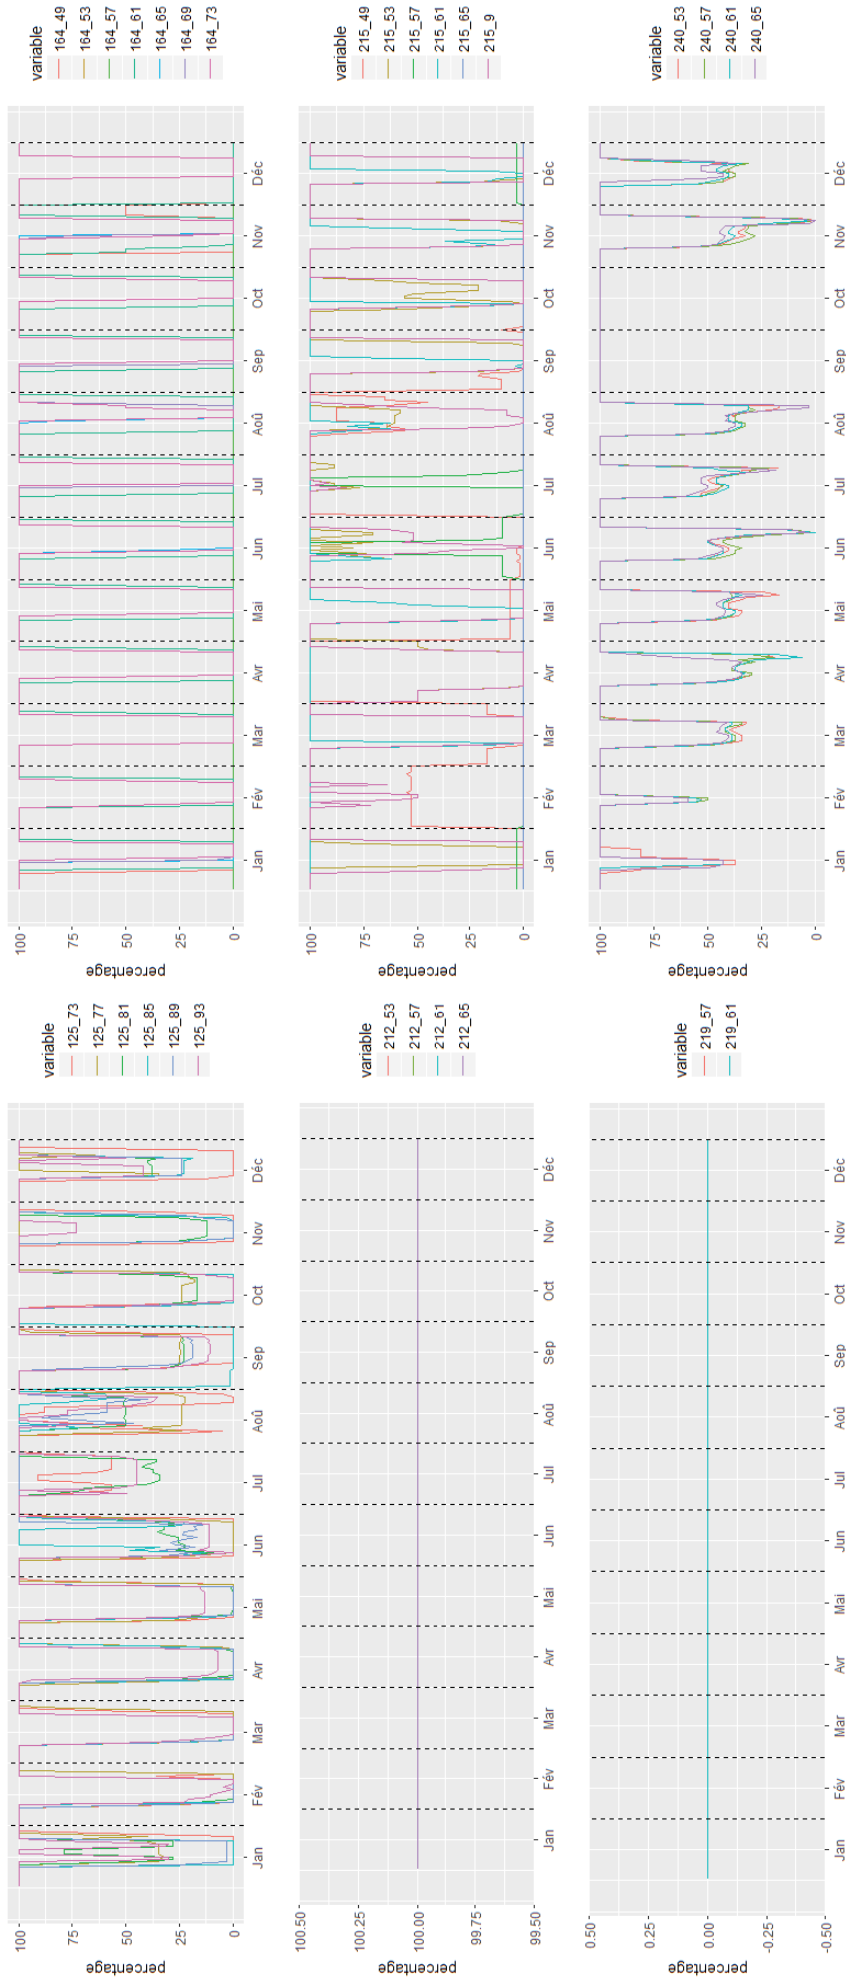 100
75
50
25
0
percentage
Jan
Fév
Mar
Avr
Mai
Jun
Jul
Aoû
Sep
Oct
Nov
Déc
variable
125_73
125_77
125_81
125_85
125_89
125_93
100
75
50
25
0
percentage
Jan
Fév
Mar
Avr
Mai
Jun
Jul
Aoû
Sep
Oct
Nov
Déc
variable
164_49
164_53
164_57
164_61
164_65
164_69
164_73
100.50
100.25
100.00
99.75
99.50
percentage
Jan
Fév
Mar
Avr
Mai
Jun
Jul
Aoû
Sep
Oct
Nov
Déc
variable
212_53
212_57
212_61
212_65
100
75
50
25
0
percentage
Jan
Fév
Mar
Avr
Mai
Jun
Jul
Aoû
Sep
Oct
Nov
Déc
variable
215_49
215_53
215_57
215_61
215_65
215_9
0.50
0.25
0.00
-0.25
-0.50
percentage
Jan
Fév
Mar
Avr
Mai
Jun
Jul
Aoû
Sep
Oct
Nov
Déc
variable
219_57
219_61
100
75
50
25
0
percentage
Jan
Fév
Mar
Avr
Mai
Jun
Jul
Aoû
Sep
Oct
Nov
Déc
variable
240_53
240_57
240_61
240_65